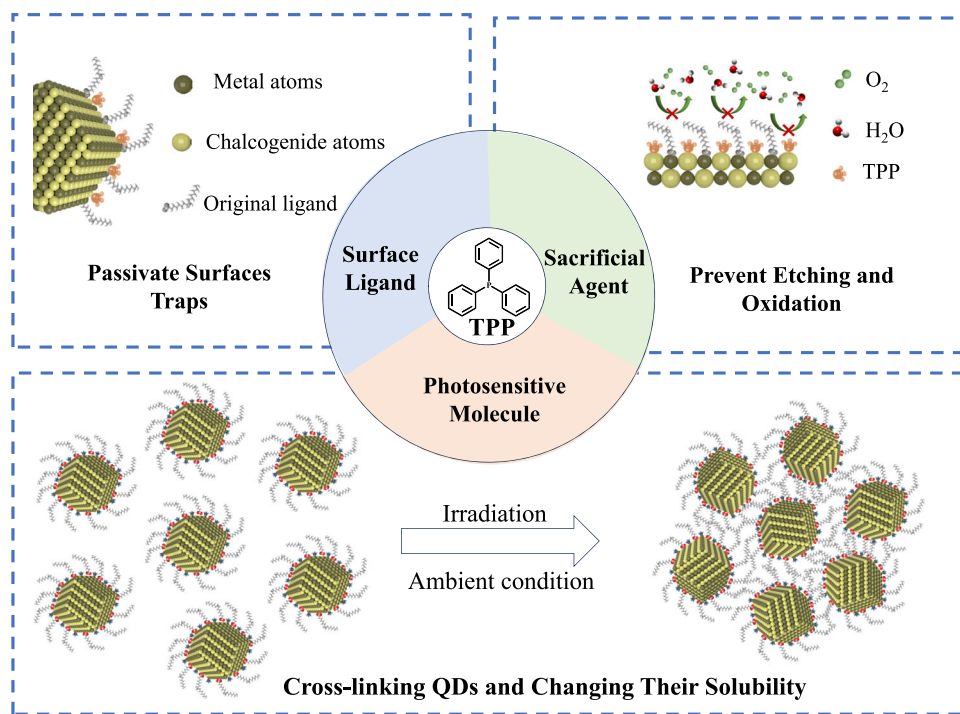 Metal atoms
Chalcogenide atoms
Original ligand
Passivate Surfaces
Traps
O2
H2O
TPP
Prevent Etching and
Oxidation
Surface
Ligand
Sacrificial
Agent
P
TPP
Photosensitive
Molecule
Irradiation
Ambient condition
Cross-linking QDs and Changing Their Solubility